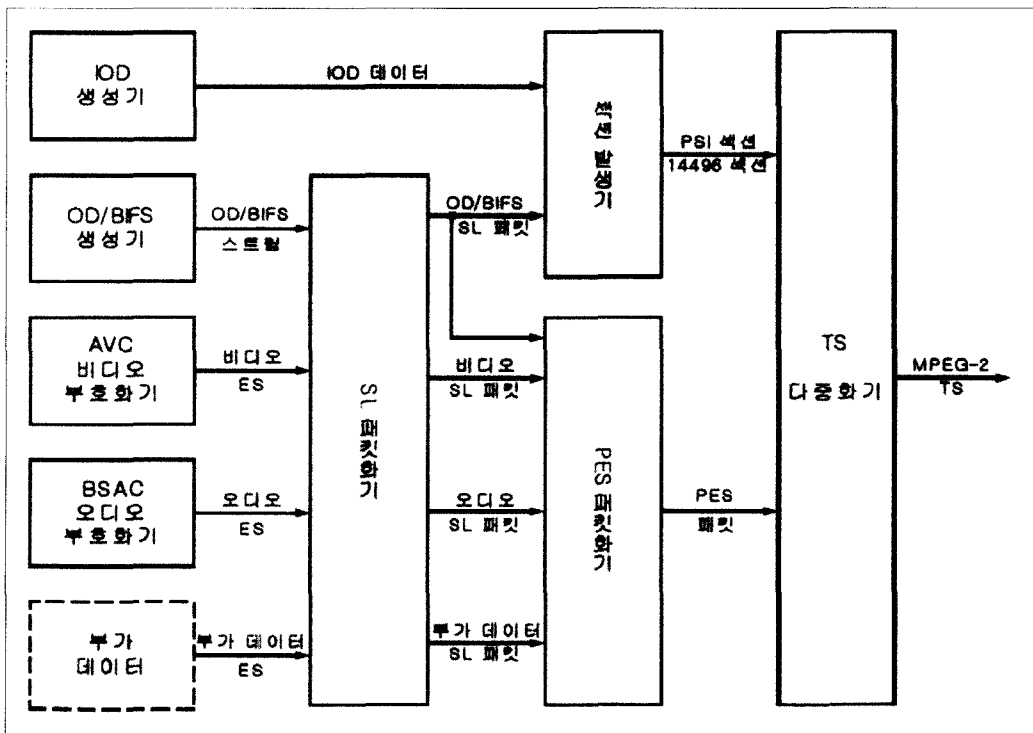 IOD
생성기
IOD 데이터
섹션 발생기
PSI 섹션
14496 섹션
OD/BIFS
생성기
OD/BIFS
스트림
OD/BIFS
SL 패킷
AVC
비디오
부호화기
비디오
ES
SL 패킷화기
비디오
SL 패킷
TS
다중화기
MPEG-2
TS
BSAC
오디오
부호화기
오디오
ES
오디오
SL 패킷
PES 패킷화기
PES
패킷
부가
데이터
부가 데이터
ES
부가 데이터
SL 패킷